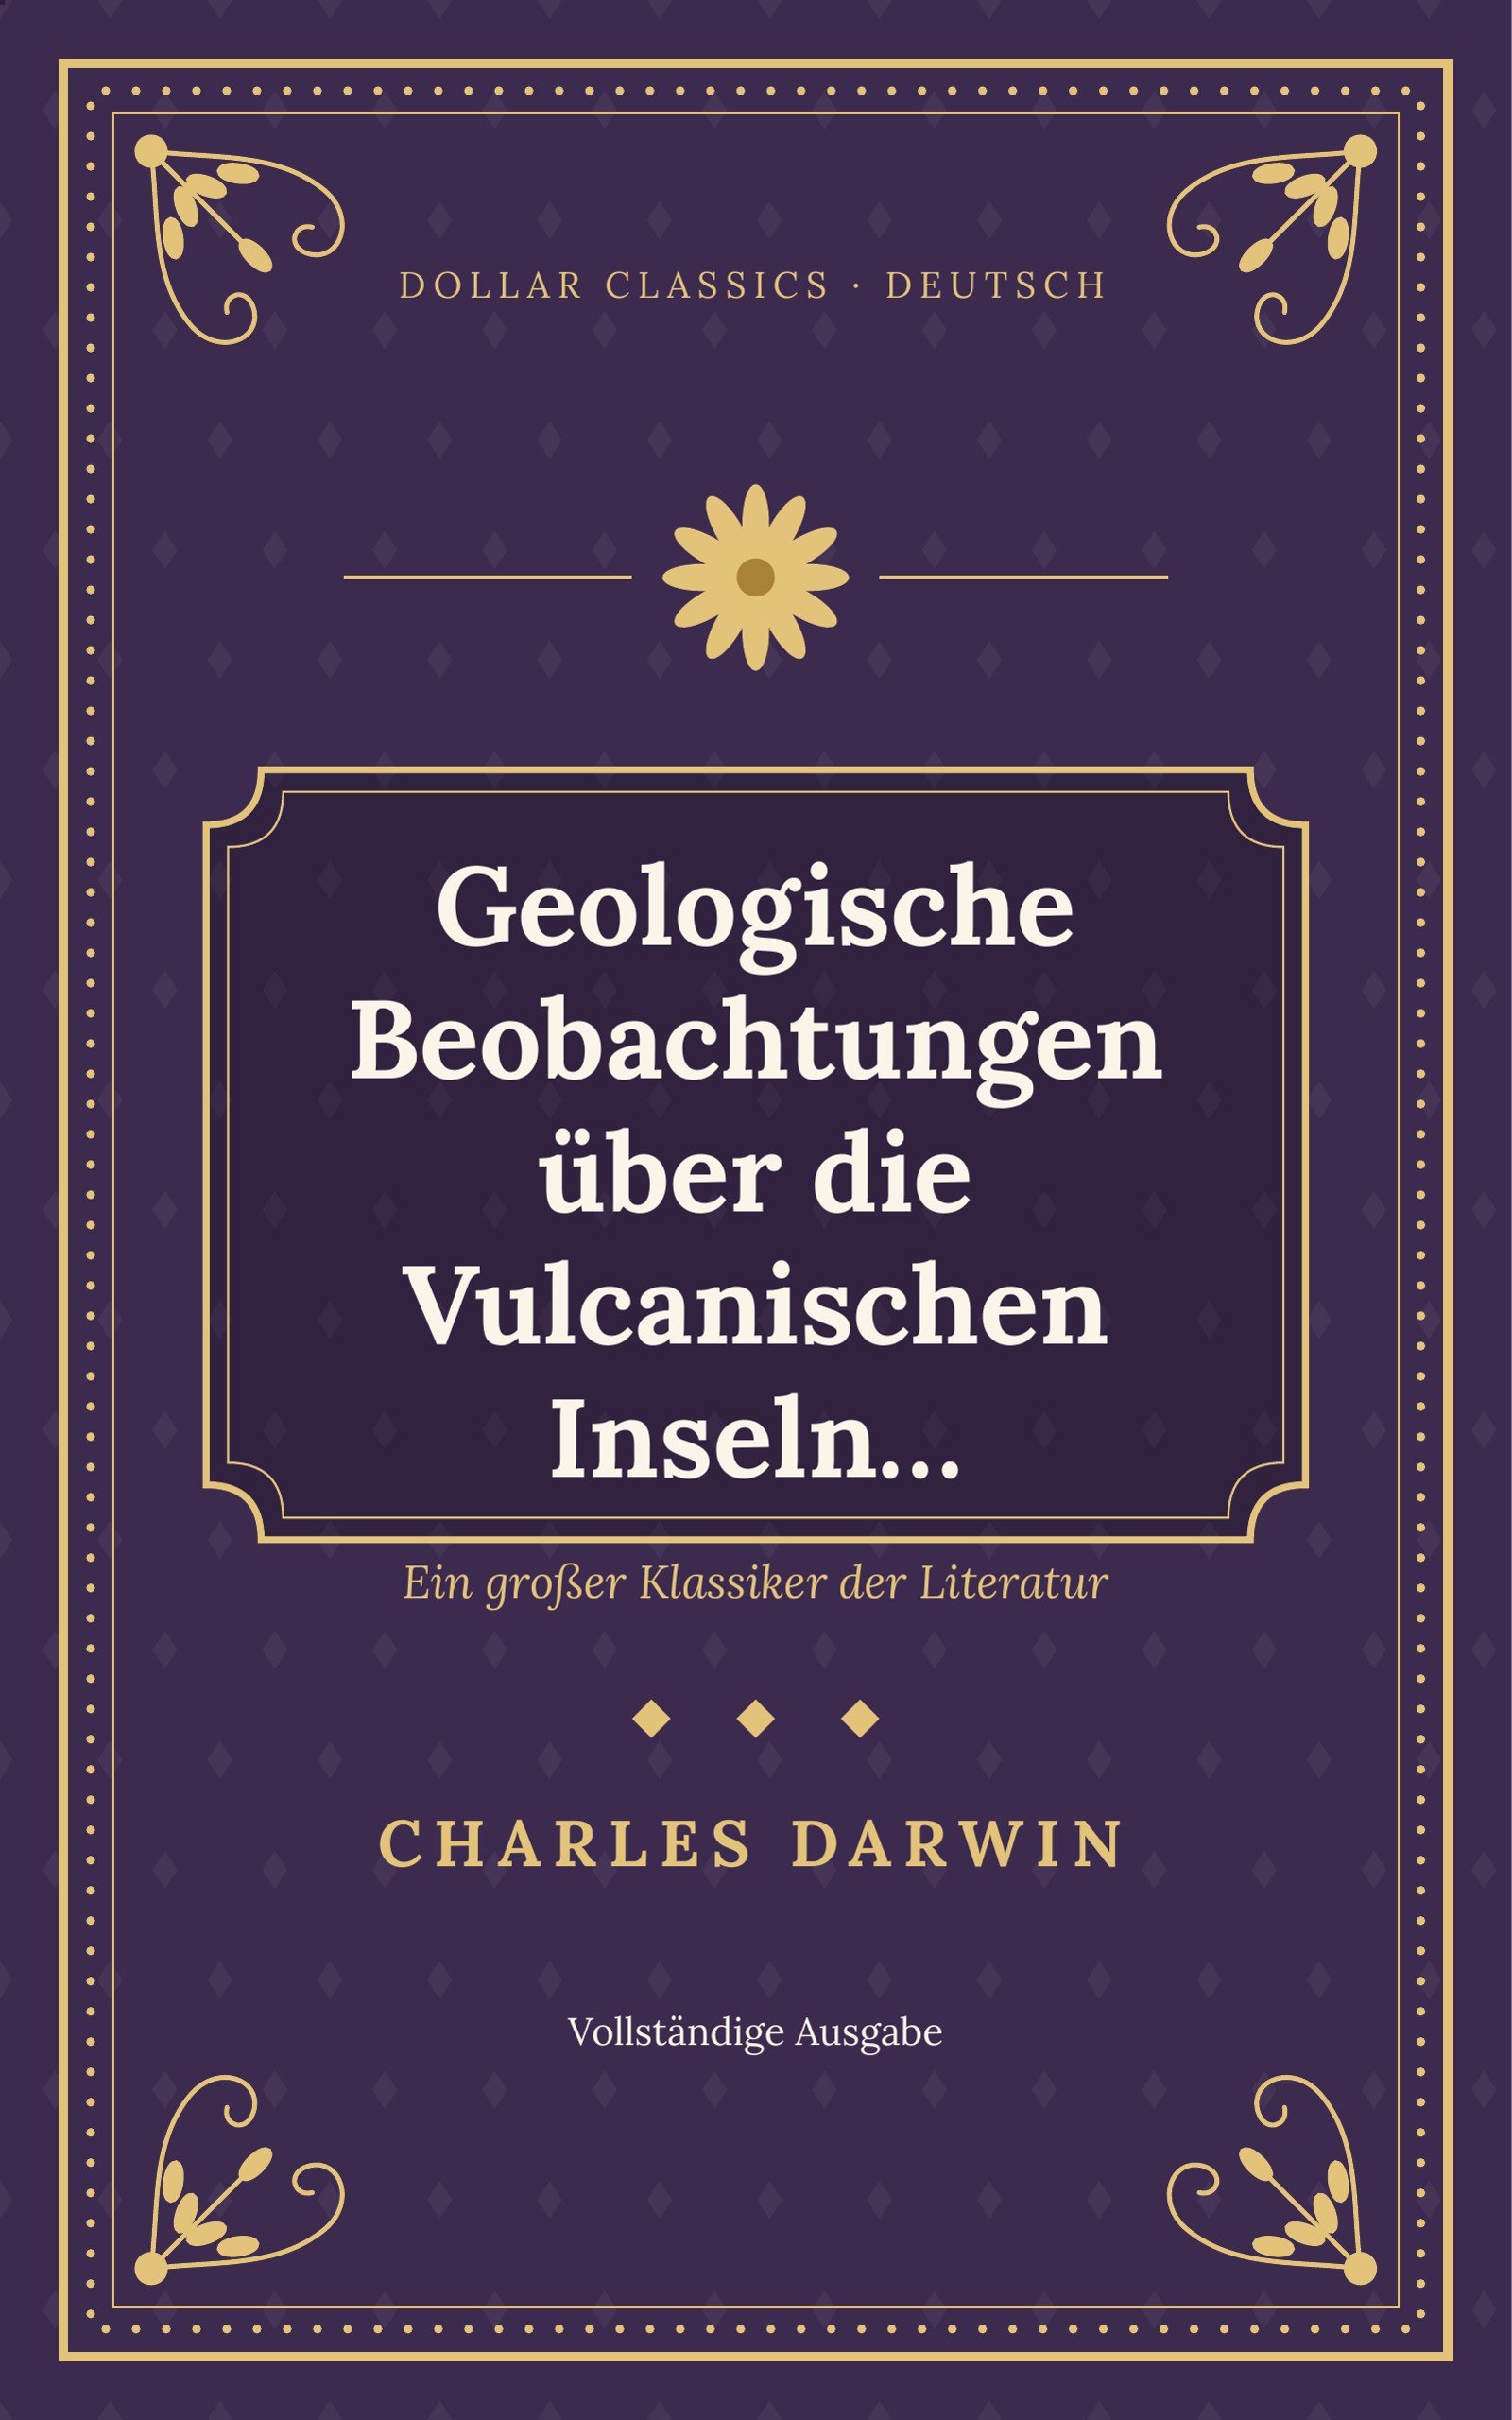 DOLLAR CLASSICS · DEUTSCH
Geologische
Beobachtungen
über die
Vulcanischen
Inseln...
Ein großer Klassiker der Literatur
CHARLES DARWIN
Vollständige Ausgabe